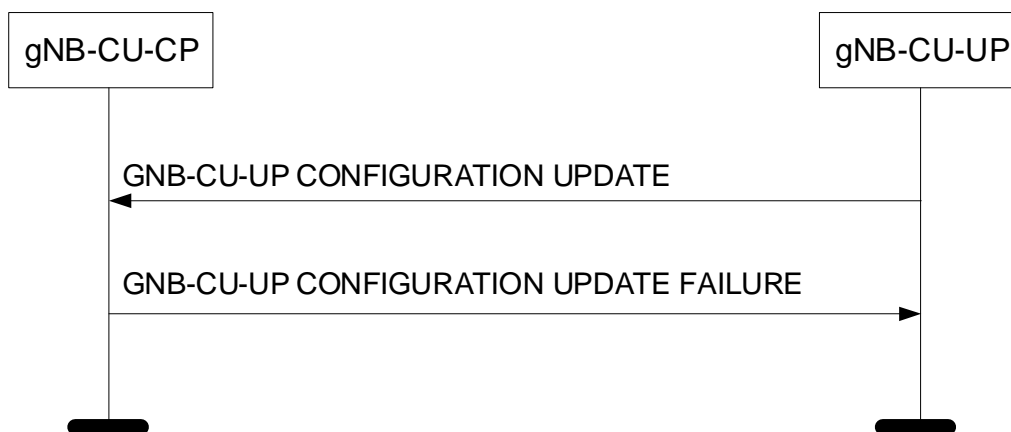 gNB-CU-CP
gNB-CU-UP
GNB-CU-UP CONFIGURATION UPDATE
GNB-CU-UP CONFIGURATION UPDATE FAILURE